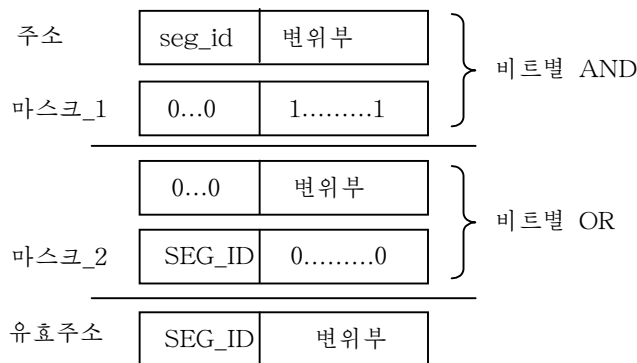 주소 seg_id 변위부
비트별 AND
마스크_1 0...0 1.........1
0...0 변위부
비트별 OR
마스크_2 SEG_ID 0.........0
유효주소 SEG_ID 변위부